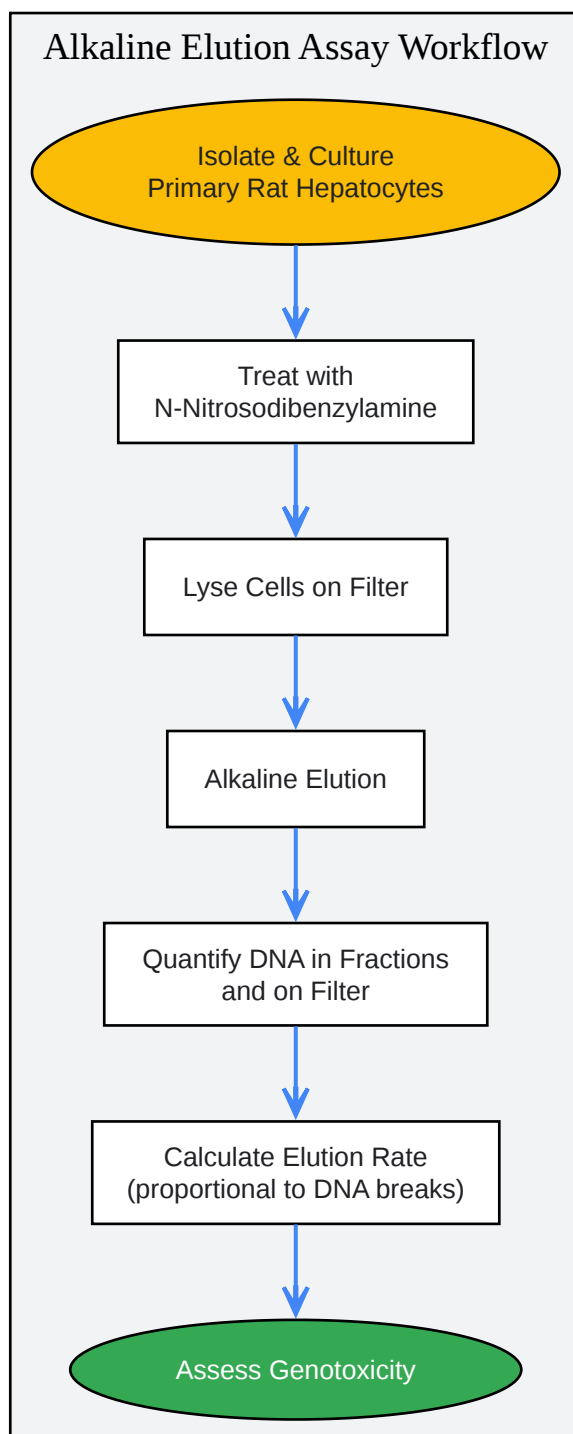 Alkaline Elution Assay Workflow
Isolate & Culture
Primary Rat Hepatocytes
Treat with
N-Nitrosodibenzylamine
Lyse Cells on Filter
Alkaline Elution
Quantify DNA in Fractions
and on Filter
Calculate Elution Rate
(proportional to DNA breaks)
Assess Genotoxicity